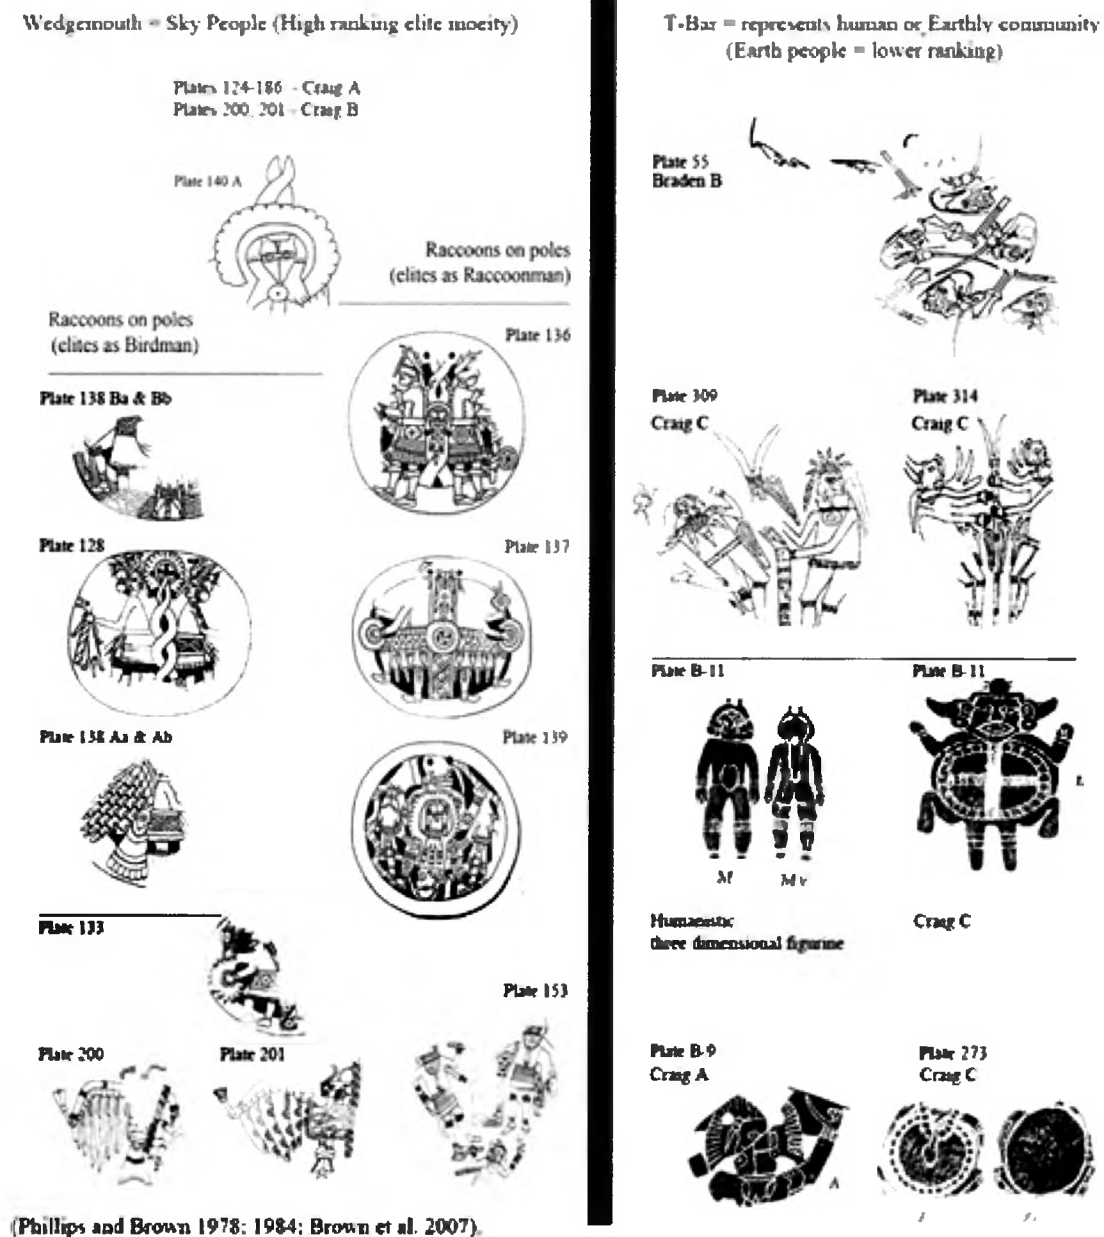 Wedgemouth = Sky People (High ranking elite moeity)
Plates 124-186 - Craig A
Plates 200, 201 - Craig B
Plate 140 A
Raccoons on poles
(elites as Raccoonman)
Raccoons on poles
(elites as Birdman)
Plate 136
Plate 138 Ba & Bb
Plate 128
Plate 137
Plate 138 Aa & Ab
Plate 139
Plate 133
Plate 153
Plate 200
Plate 201
(Phillips and Brown 1978; 1984; Brown et al. 2007).
T-Bar = represents human or Earthly community
(Earth people = lower ranking)
Plate 55
Braden B
Plate 309
Craig C
Plate 314
Craig C
Plate B-11
Plate B-11
L
M
M v
Humanistic
three dimensional figurine
Craig C
Plate B-9
Craig A
Plate 273
Craig C
A